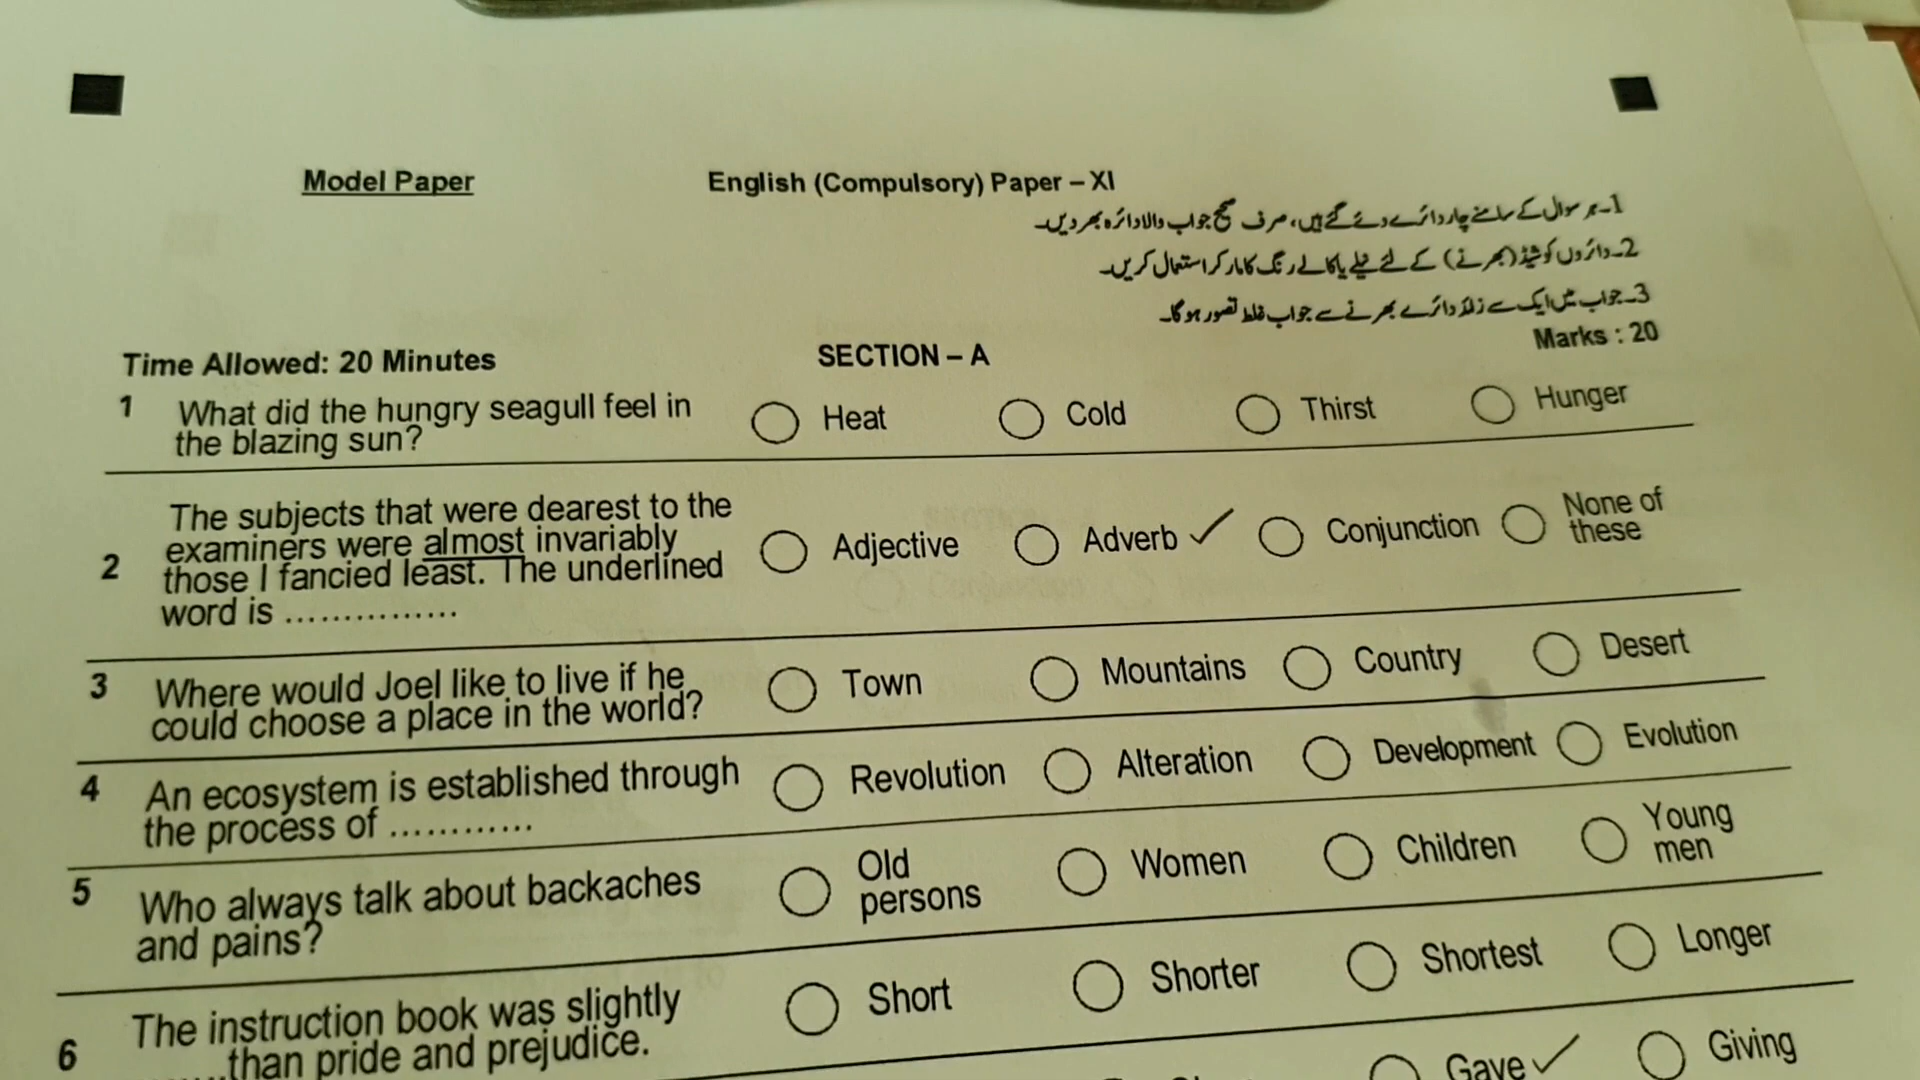 Model Paper
English (Compulsory) Paper – XI
1۔ہر سوال کے سامنے چار دائرے دئے گئے ہیں، صرف صحیح جواب والا دائرہ بھر دیں۔
2۔دائروں کو شیڈ (بھرنے) کے لئے نیلے یا کالے رنگ کا مارکر استعمال کریں۔
3۔جواب میں ایک سے زائد دائرے بھرنے سے جواب غلط تصور ہوگا۔
Marks : 20
Time Allowed: 20 Minutes
SECTION – A
1 What did the hungry seagull feel in
the blazing sun?
Heat Cold Thirst Hunger
2 The subjects that were dearest to the
examiners were almost invariably
those I fancied least. The underlined
word is ...............
Adjective Adverb ✓ Conjunction None of
these
3 Where would Joel like to live if he
could choose a place in the world?
Town Mountains Country Desert
4 An ecosystem is established through
the process of ............
Revolution Alteration Development Evolution
5 Who always talk about backaches
and pains?
Old
persons Women Children Young
men
6 The instruction book was slightly
......than pride and prejudice.
Short Shorter Shortest Longer
Gave ✓ Giving